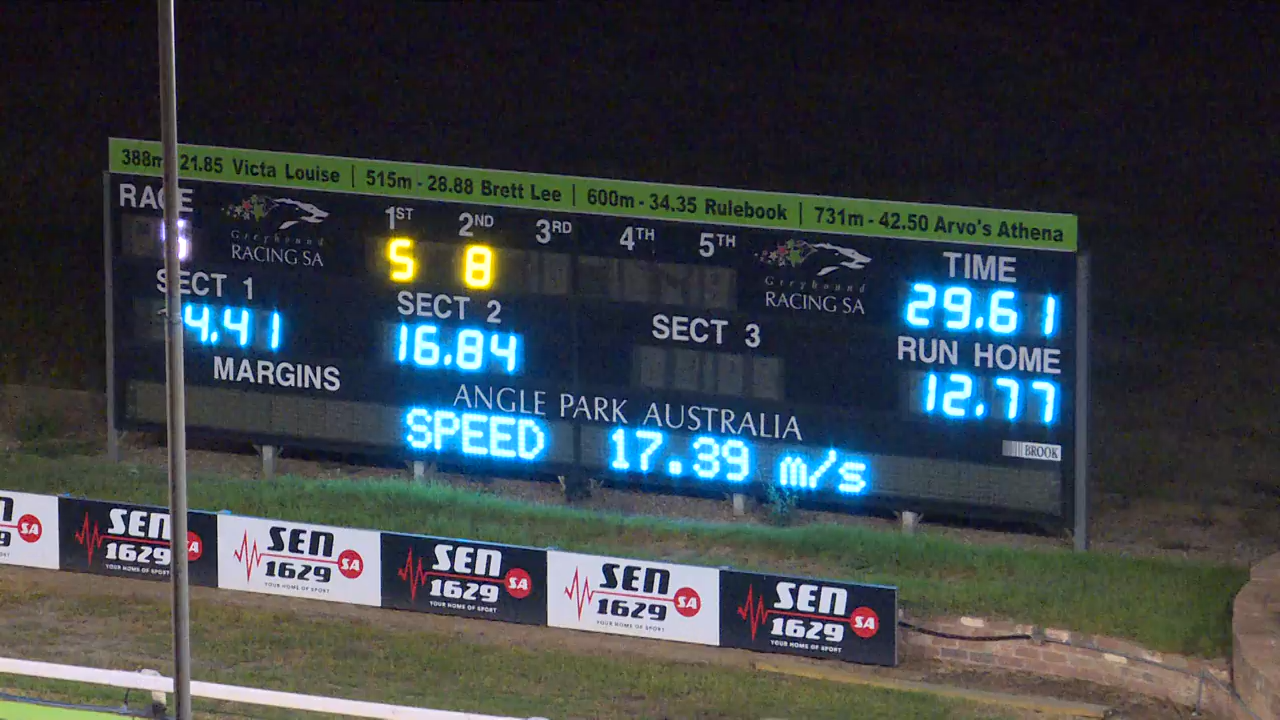 388m - 21.85 Victa Louise | 515m - 28.88 Brett Lee | 600m - 34.35 Rulebook | 731m - 42.50 Arvo's Athena
RACE
Greyhound
RACING SA
1ST 2ND 3RD 4TH 5TH
5 8
Greyhound
RACING SA
TIME
29.61
SECT 1
4.41
SECT 2
16.84
SECT 3
RUN HOME
12.77
MARGINS
ANGLE PARK AUSTRALIA
SPEED 17.39 m/s
BROOK
9 SA
SEN
1629 SA
YOUR HOME OF SPORT
SEN
1629 SA
YOUR HOME OF SPORT
SEN
1629 SA
YOUR HOME OF SPORT
SEN
1629 SA
YOUR HOME OF SPORT
SEN
1629 SA
YOUR HOME OF SPORT